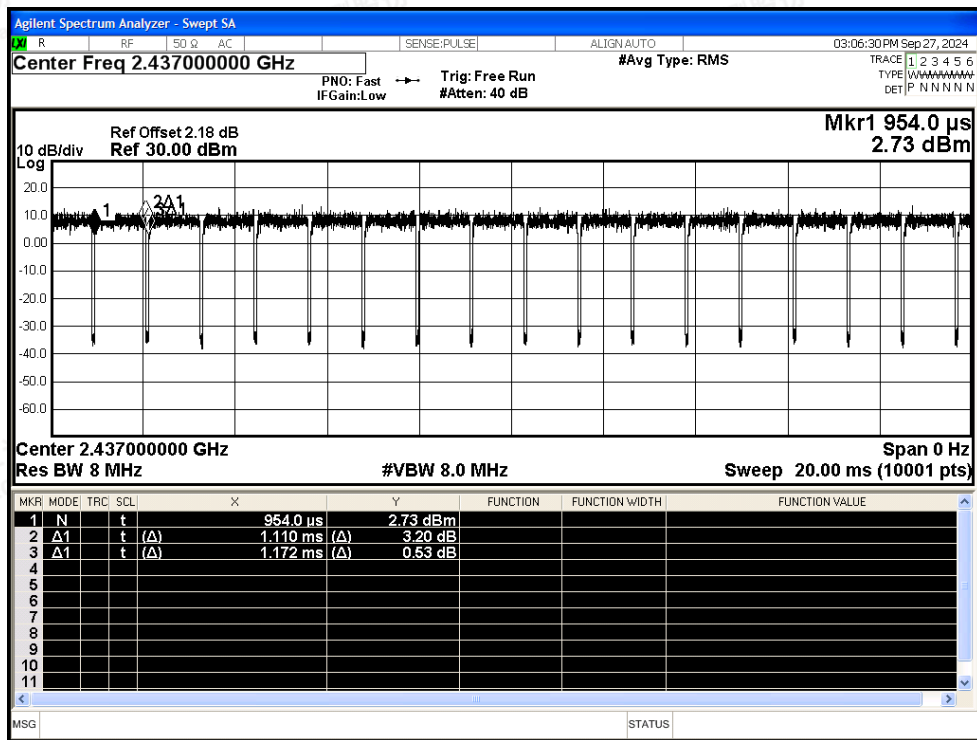 Agilent Spectrum Analyzer - Swept SA
LXI R RF 50 Ω AC SENSE:PULSE ALIGN AUTO 03:06:30 PM Sep 27, 2024
Center Freq 2.437000000 GHz #Avg Type: RMS TRACE 1 2 3 4 5 6
PNO: Fast Trig: Free Run TYPE
IFGain:Low #Atten: 40 dB DET P N N N N N
Mkr1 954.0 µs
Ref Offset 2.18 dB
10 dB/div Ref 30.00 dBm 2.73 dBm
Log
20.0
10.0
0.00
-10.0
-20.0
-30.0
-40.0
-50.0
-60.0
1
2Δ1
Center 2.437000000 GHz Span 0 Hz
Res BW 8 MHz #VBW 8.0 MHz Sweep 20.00 ms (10001 pts)
MKR MODE TRC SCL X Y FUNCTION FUNCTION WIDTH FUNCTION VALUE
1 N t 954.0 µs 2.73 dBm
2 Δ1 t (Δ) 1.110 ms (Δ) 3.20 dB
3 Δ1 t (Δ) 1.172 ms (Δ) 0.53 dB
4
5
6
7
8
9
10
11
MSG STATUS